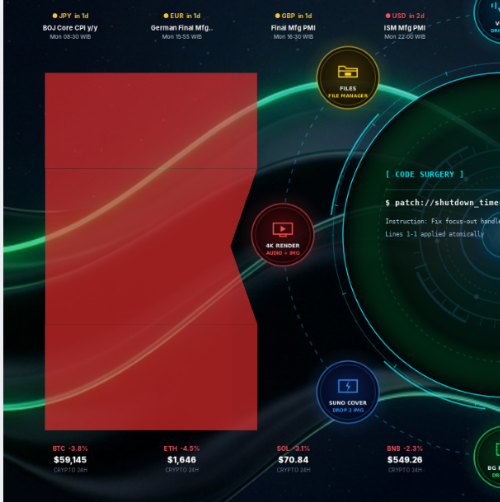 JPY in 1d
BOJ Core CPI y/y
Mon 08:30 WIB
EUR in 1d
German Final Mfg..
Mon 15:55 WIB
GBP in 1d
Final Mfg PMI
Mon 16:30 WIB
USD in 2d
ISM Mfg PMI
Mon 22:00 WIB
FILES
FILE MANAGER
[ CODE SURGERY ]
$ patch://shutdown_time
Instruction: Fix focus-out handl
Lines 1-1 applied atomically
4K RENDER
AUDIO + IMG
SUNO COVER
DROP 2 IMG
BTC -3.8%
$59,145
CRYPTO 24H
ETH -4.5%
$1,646
CRYPTO 24H
SOL -3.1%
$70.84
CRYPTO 24H
BNB -2.3%
$549.26
CRYPTO 24H